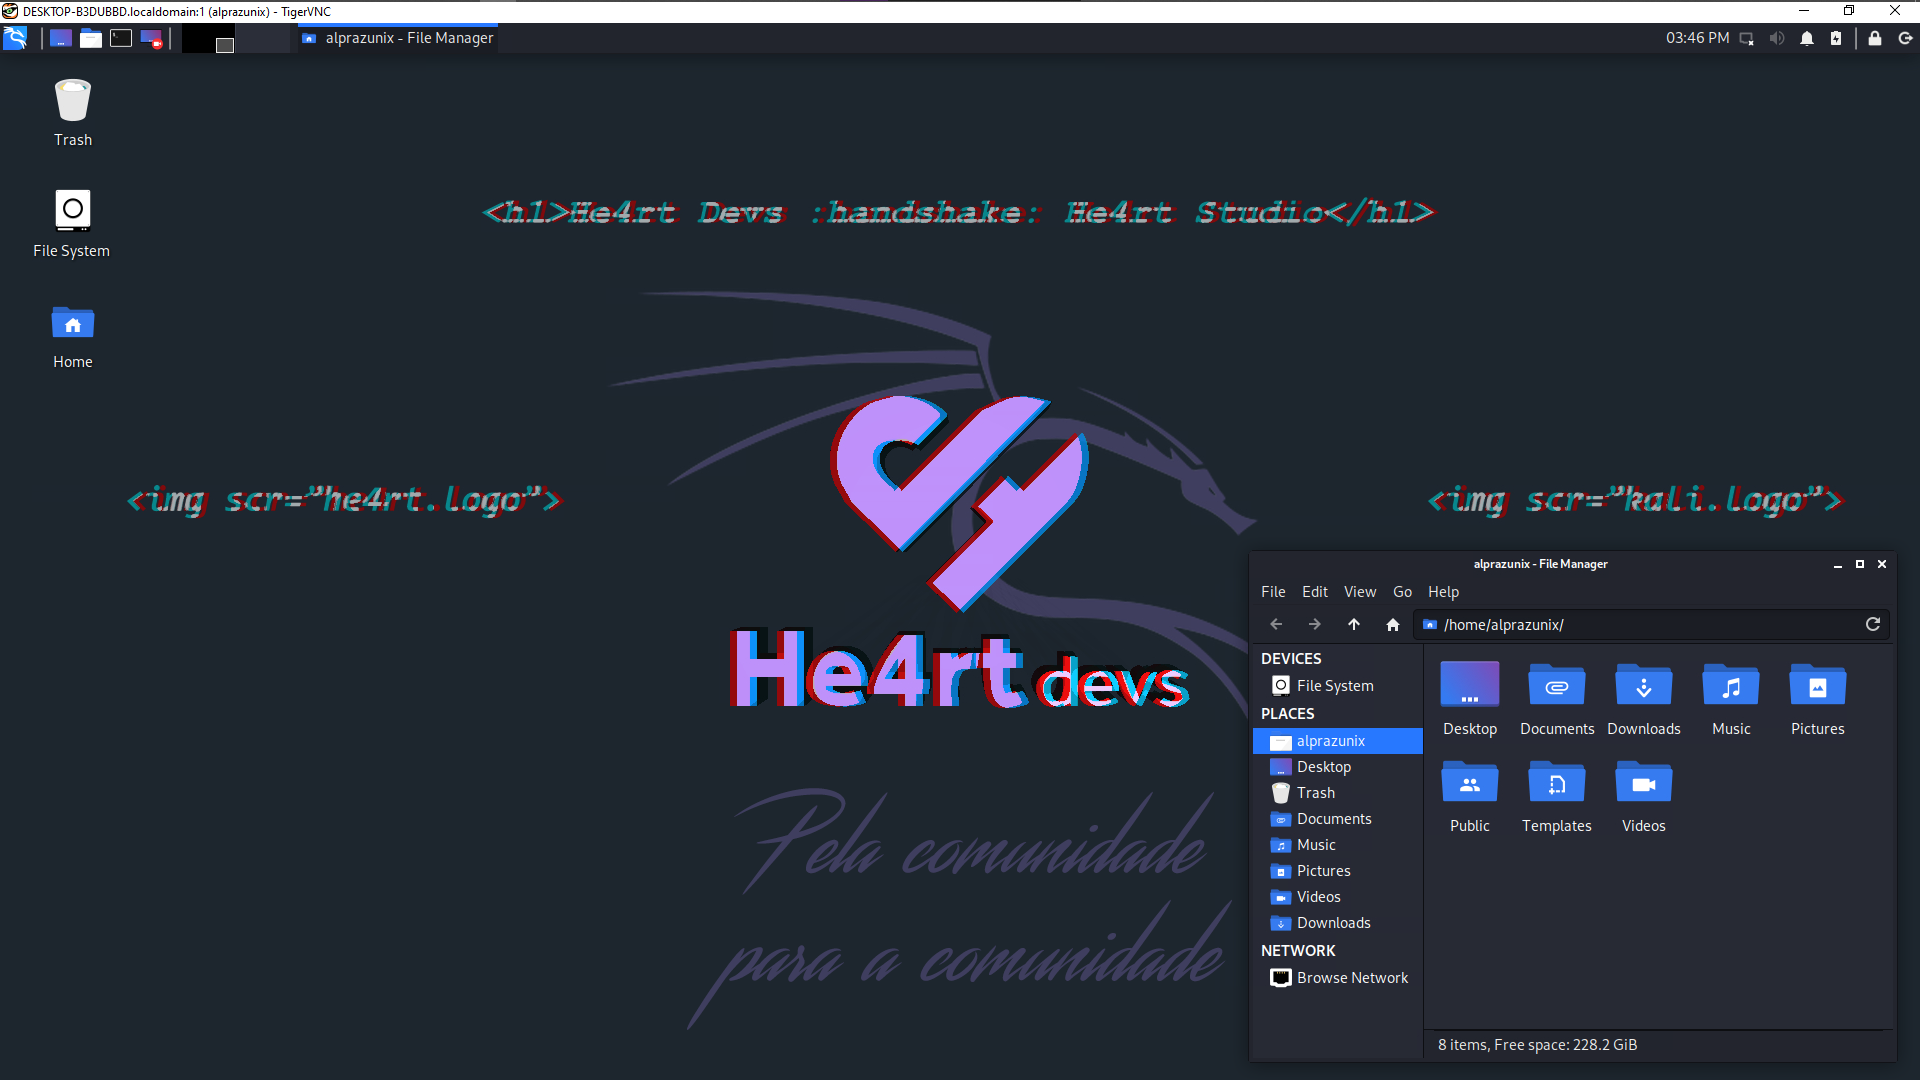 DESKTOP-B3DUBBD.localdomain:1 (alprazunix) - TigerVNC
alprazunix - File Manager
03:46 PM
Trash
File System
Home
<h1>He4rt Devs :handshake: He4rt Studio</h1>
<img scr="he4rt.logo">
<img scr="kali.logo">
He4rt devs
Pela comunidade
para a comunidade
alprazunix - File Manager
File Edit View Go Help
/home/alprazunix/
DEVICES
File System
PLACES
alprazunix
Desktop
Trash
Documents
Music
Pictures
Videos
Downloads
NETWORK
Browse Network
Desktop Documents Downloads Music Pictures
Public Templates Videos
8 items, Free space: 228.2 GiB